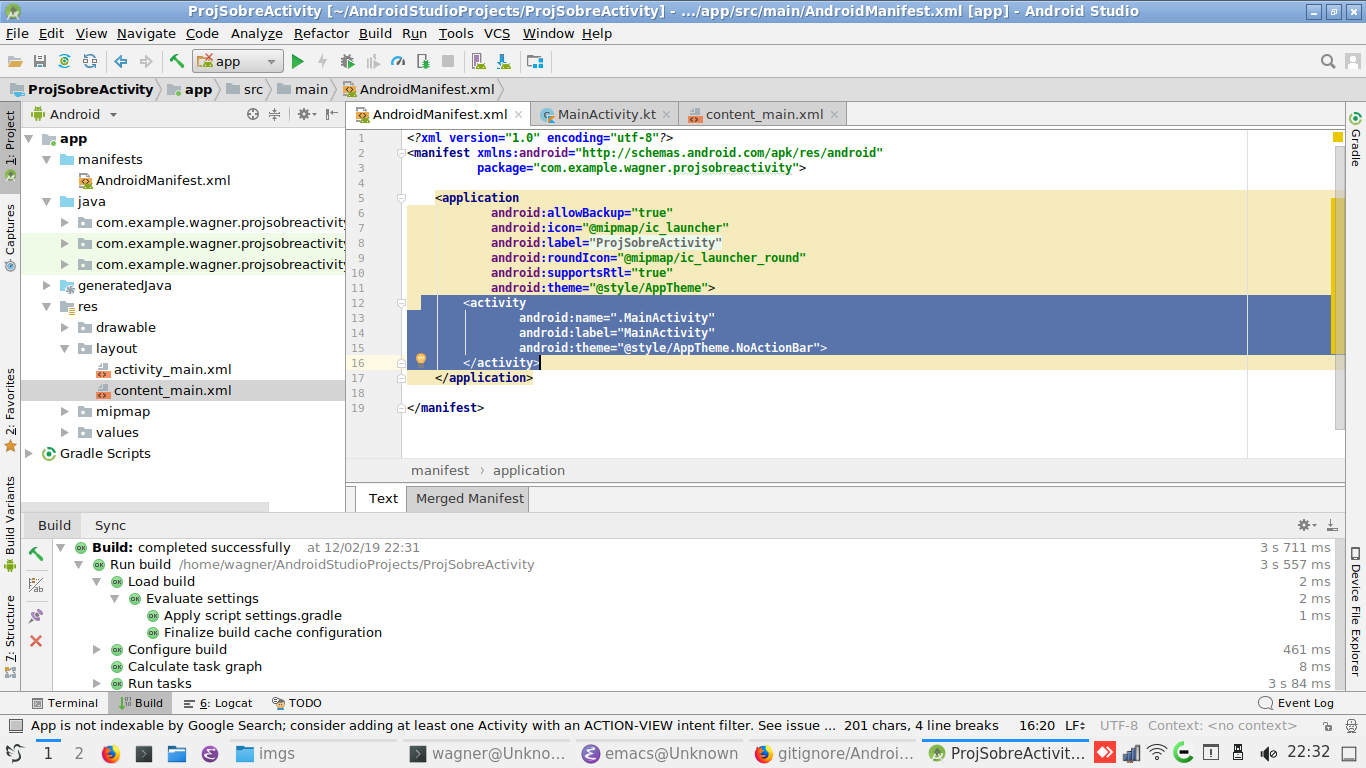 ProjSobreActivity [~/AndroidStudioProjects/ProjSobreActivity] - .../app/src/main/AndroidManifest.xml [app] - Android Studio
File Edit View Navigate Code Analyze Refactor Build Run Tools VCS Window Help
app
ProjSobreActivity app src main AndroidManifest.xml
1: Project
Captures
2: Favorites
Build Variants
7: Structure
Android
app
manifests
AndroidManifest.xml
java
com.example.wagner.projsobreactivity
com.example.wagner.projsobreactivity
com.example.wagner.projsobreactivity
generatedJava
res
drawable
layout
activity_main.xml
content_main.xml
mipmap
values
Gradle Scripts
AndroidManifest.xml MainActivity.kt content_main.xml
1 <?xml version="1.0" encoding="utf-8"?>
2 <manifest xmlns:android="http://schemas.android.com/apk/res/android"
3 package="com.example.wagner.projsobreactivity">
4
5 <application
6 android:allowBackup="true"
7 android:icon="@mipmap/ic_launcher"
8 android:label="ProjSobreActivity"
9 android:roundIcon="@mipmap/ic_launcher_round"
10 android:supportsRtl="true"
11 android:theme="@style/AppTheme">
12 <activity
13 android:name=".MainActivity"
14 android:label="MainActivity"
15 android:theme="@style/AppTheme.NoActionBar">
16 </activity>
17 </application>
18
19 </manifest>
manifest › application
Text Merged Manifest
Gradle
Device File Explorer
Build Sync
Build: completed successfully at 12/02/19 22:31 3 s 711 ms
Run build /home/wagner/AndroidStudioProjects/ProjSobreActivity 3 s 557 ms
Load build 2 ms
Evaluate settings 2 ms
Apply script settings.gradle 1 ms
Finalize build cache configuration
Configure build 461 ms
Calculate task graph 8 ms
Run tasks 3 s 84 ms
Terminal Build 6: Logcat TODO Event Log
App is not indexable by Google Search; consider adding at least one Activity with an ACTION-VIEW intent filter. See issue ... 201 chars, 4 line breaks 16:20 LF UTF-8 Context: <no context>
1 2 imgs wagner@Unkno... emacs@Unknown gitignore/Androi... ProjSobreActivit... 22:32